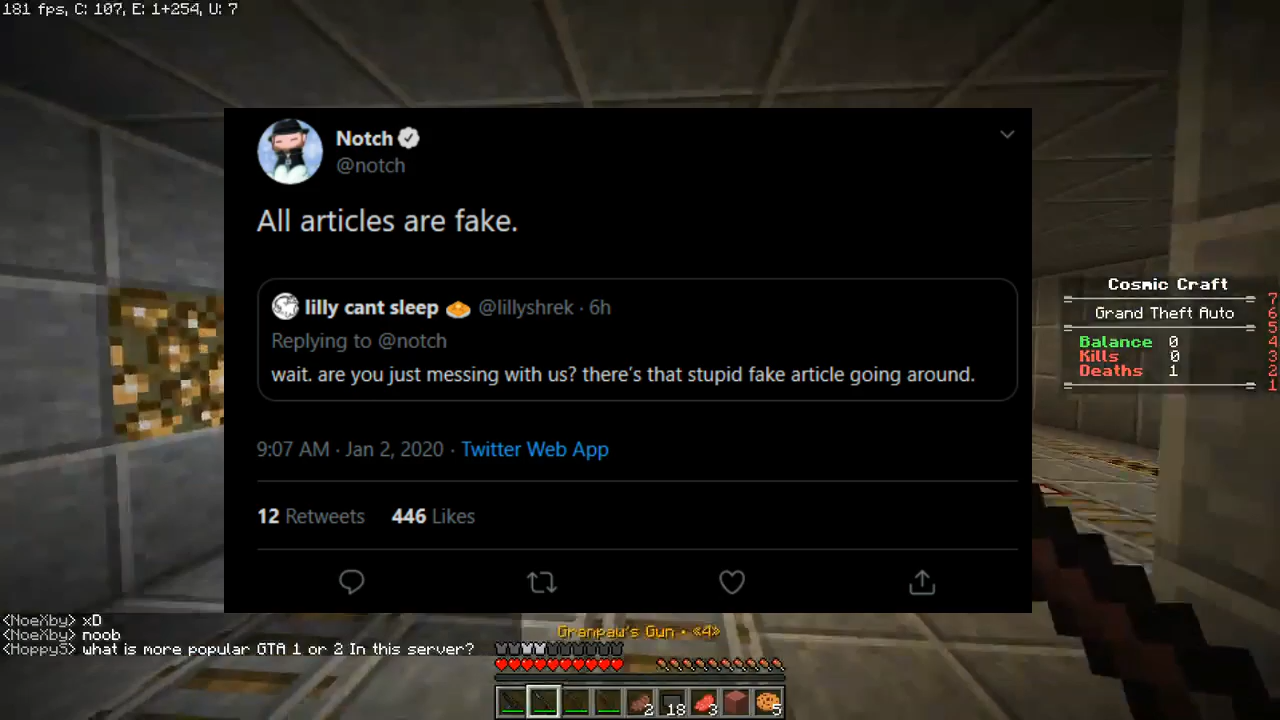 181 fps, C: 107, E: 1+254, U: 7
Notch
@notch
All articles are fake.
lilly cant sleep @lillyshrek · 6h
Replying to @notch
wait. are you just messing with us? there's that stupid fake article going around.
9:07 AM · Jan 2, 2020 · Twitter Web App
12 Retweets 446 Likes
Cosmic Craft
= = 7
Grand Theft Auto 6
= = 5
Balance 0 4
Kills 0 3
Deaths 1 2
= = 1
<NoeXby> xD
<NoeXby> noob
<Hoppy5> what is more popular GTA 1 or 2 In this server?
Granpaw's Gun • «4»
2 18 3 5